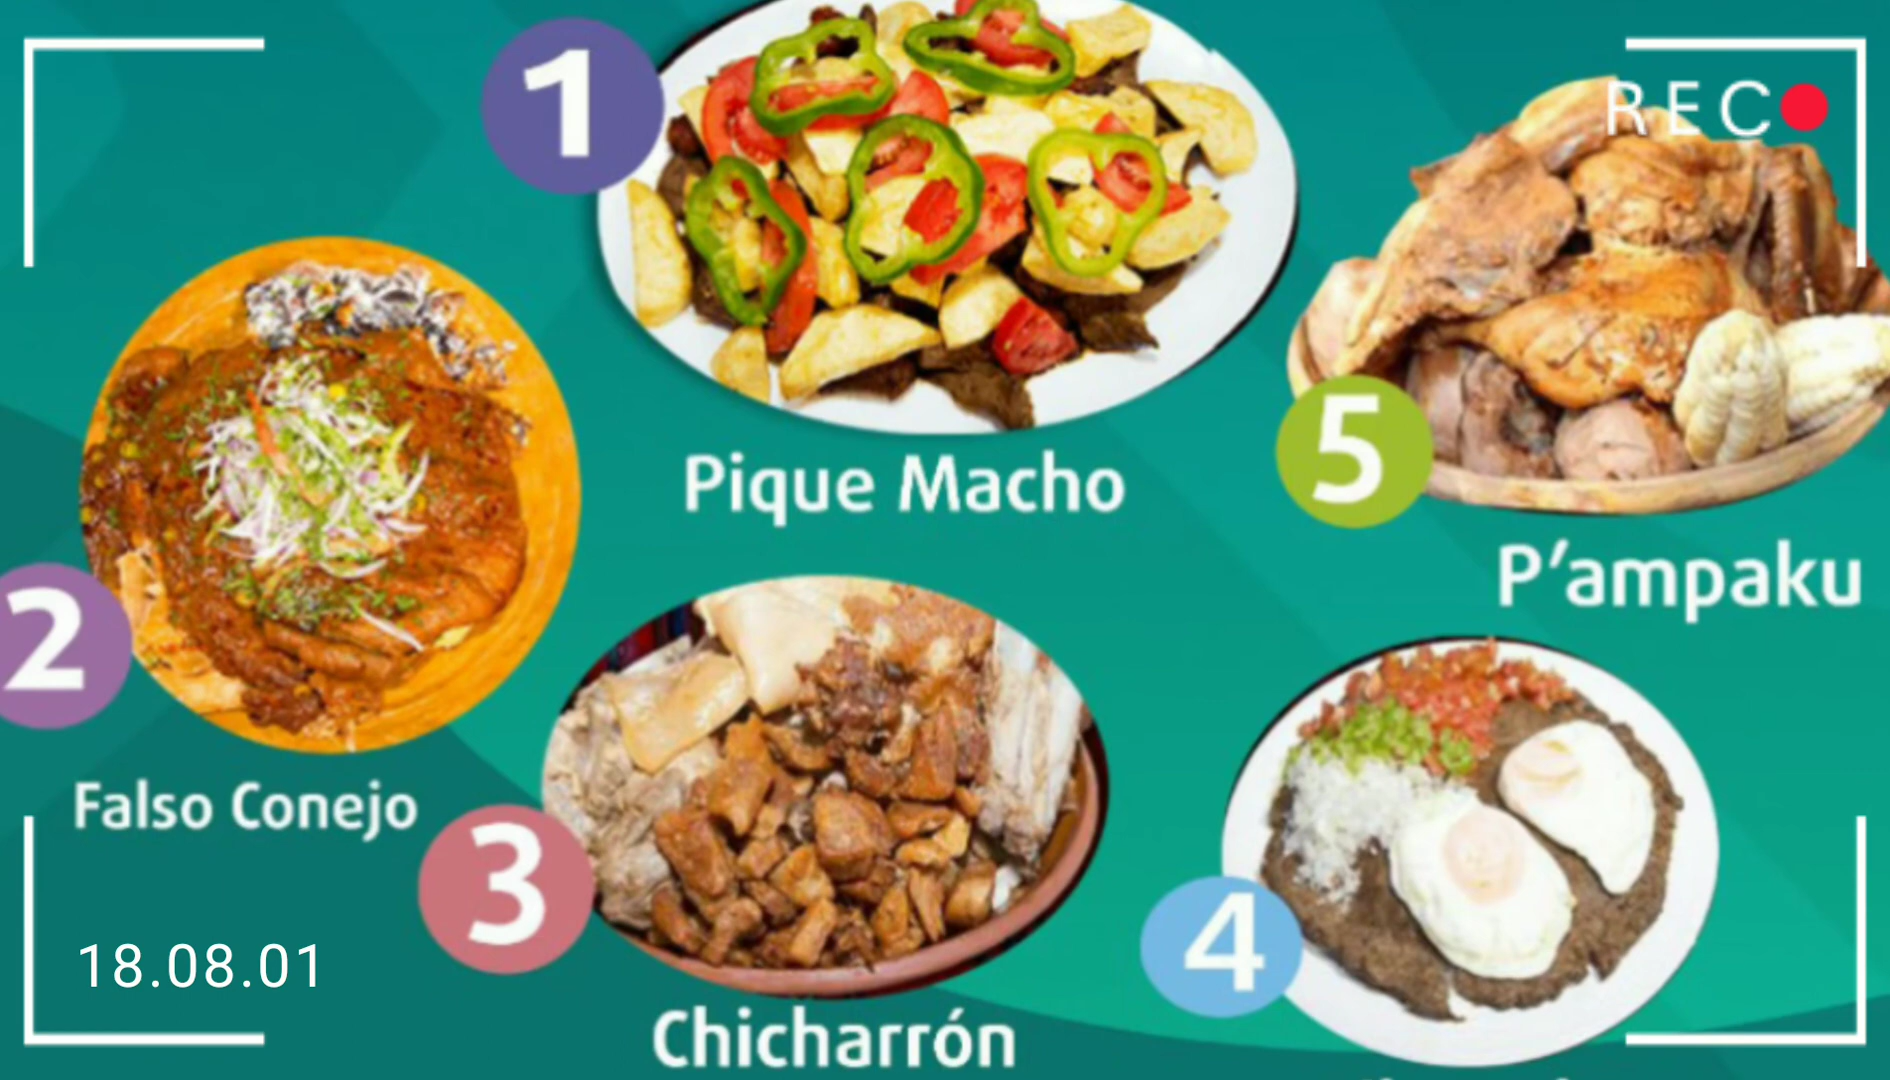 1
REC
Pique Macho
5
P'ampaku
2
Falso Conejo
3
Chicharrón
4
18.08.01